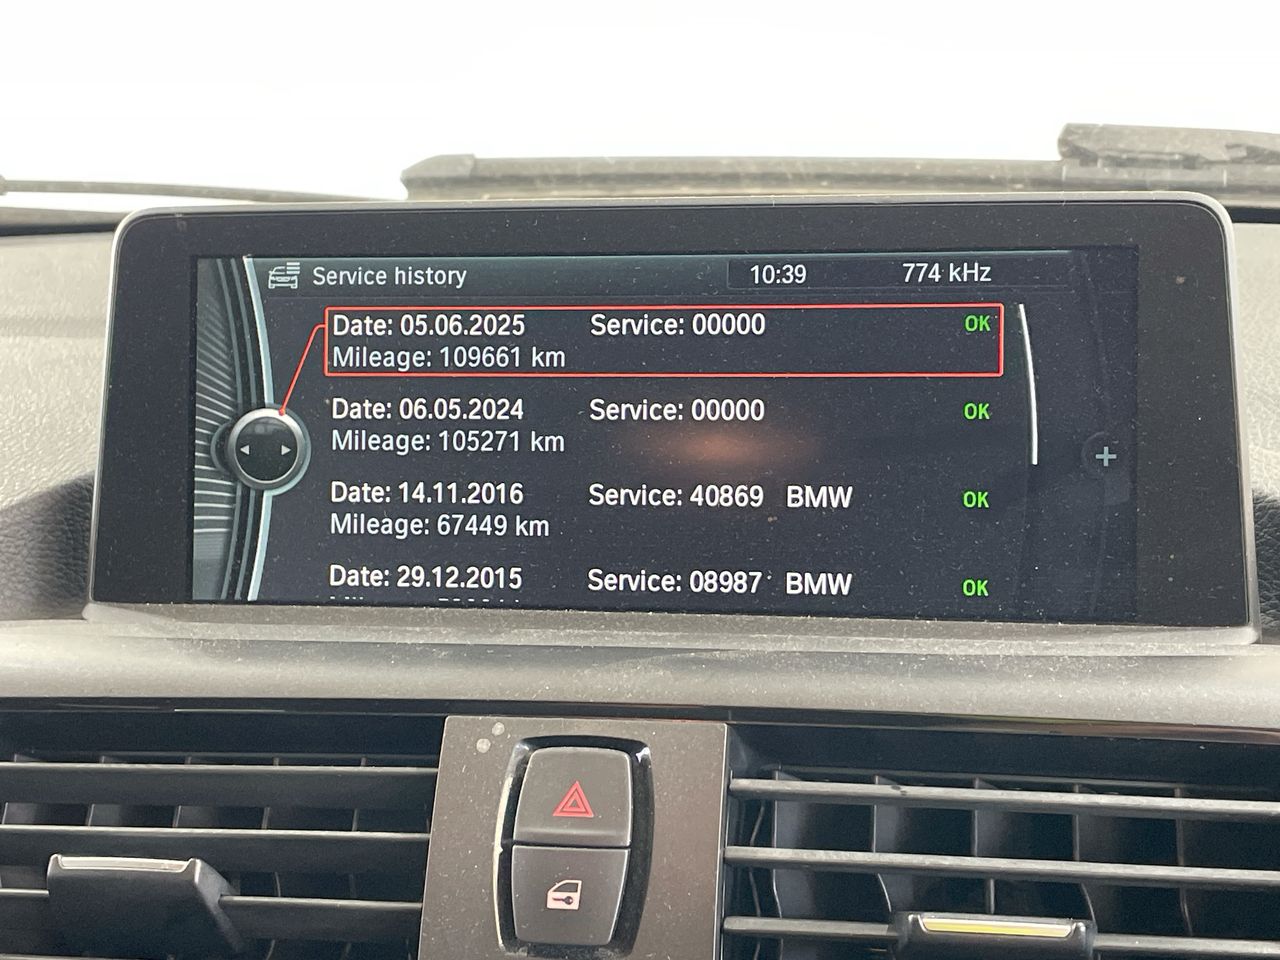 Service history 10:39 774 kHz
Date: 05.06.2025 Service: 00000 OK
Mileage: 109661 km
Date: 06.05.2024 Service: 00000 OK
Mileage: 105271 km
Date: 14.11.2016 Service: 40869 BMW OK
Mileage: 67449 km
Date: 29.12.2015 Service: 08987 BMW OK